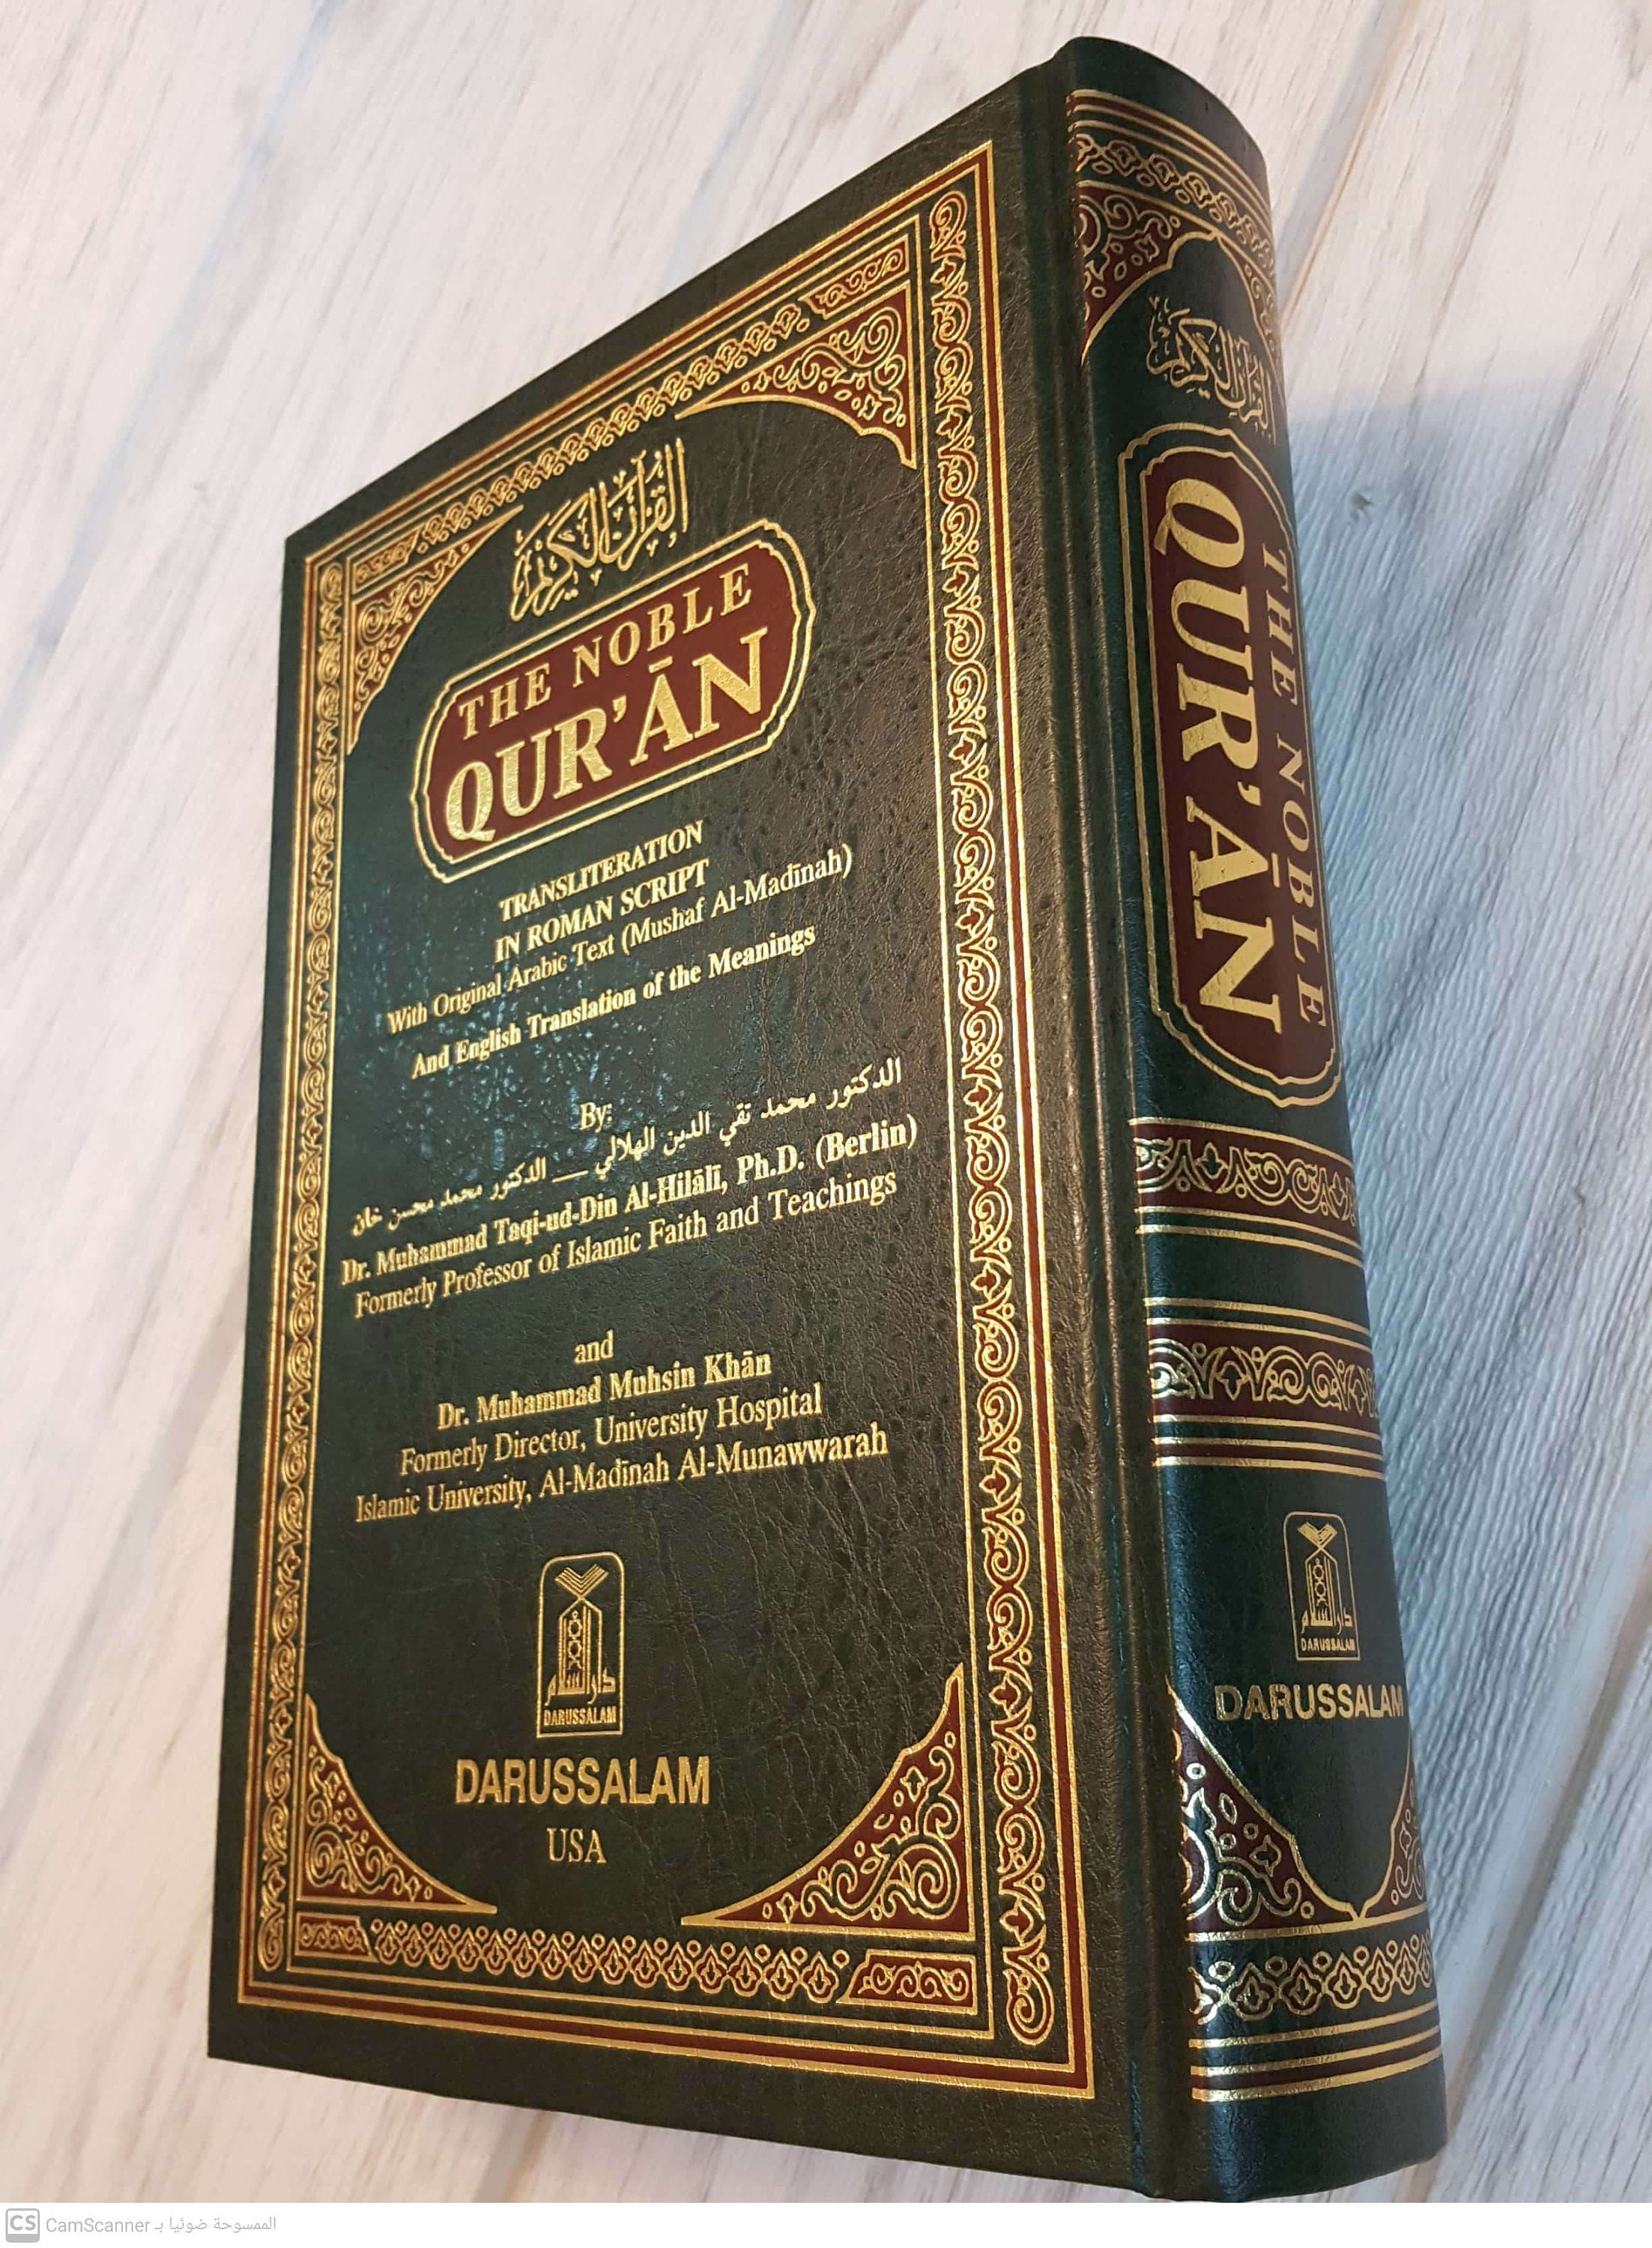 القرآن الكريم
THE NOBLE
QUR'ĀN
TRANSLITERATION
IN ROMAN SCRIPT
With Original Arabic Text (Mushaf Al-Madīnah)
And English Translation of the Meanings
By:
الدكتور محمد تقي الدين الهلالي — الدكتور محمد محسن خان
Dr. Muhammad Taqi-ud-Din Al-Hilālī, Ph.D. (Berlin)
Formerly Professor of Islamic Faith and Teachings
and
Dr. Muhammad Muhsin Khān
Formerly Director, University Hospital
Islamic University, Al-Madīnah Al-Munawwarah
دار السلام
DARUSSALAM
DARUSSALAM
USA
القرآن الكريم
THE NOBLE
QUR'ĀN
دار السلام
DARUSSALAM
DARUSSALAM
CS CamScanner الممسوحة ضوئيا بـ